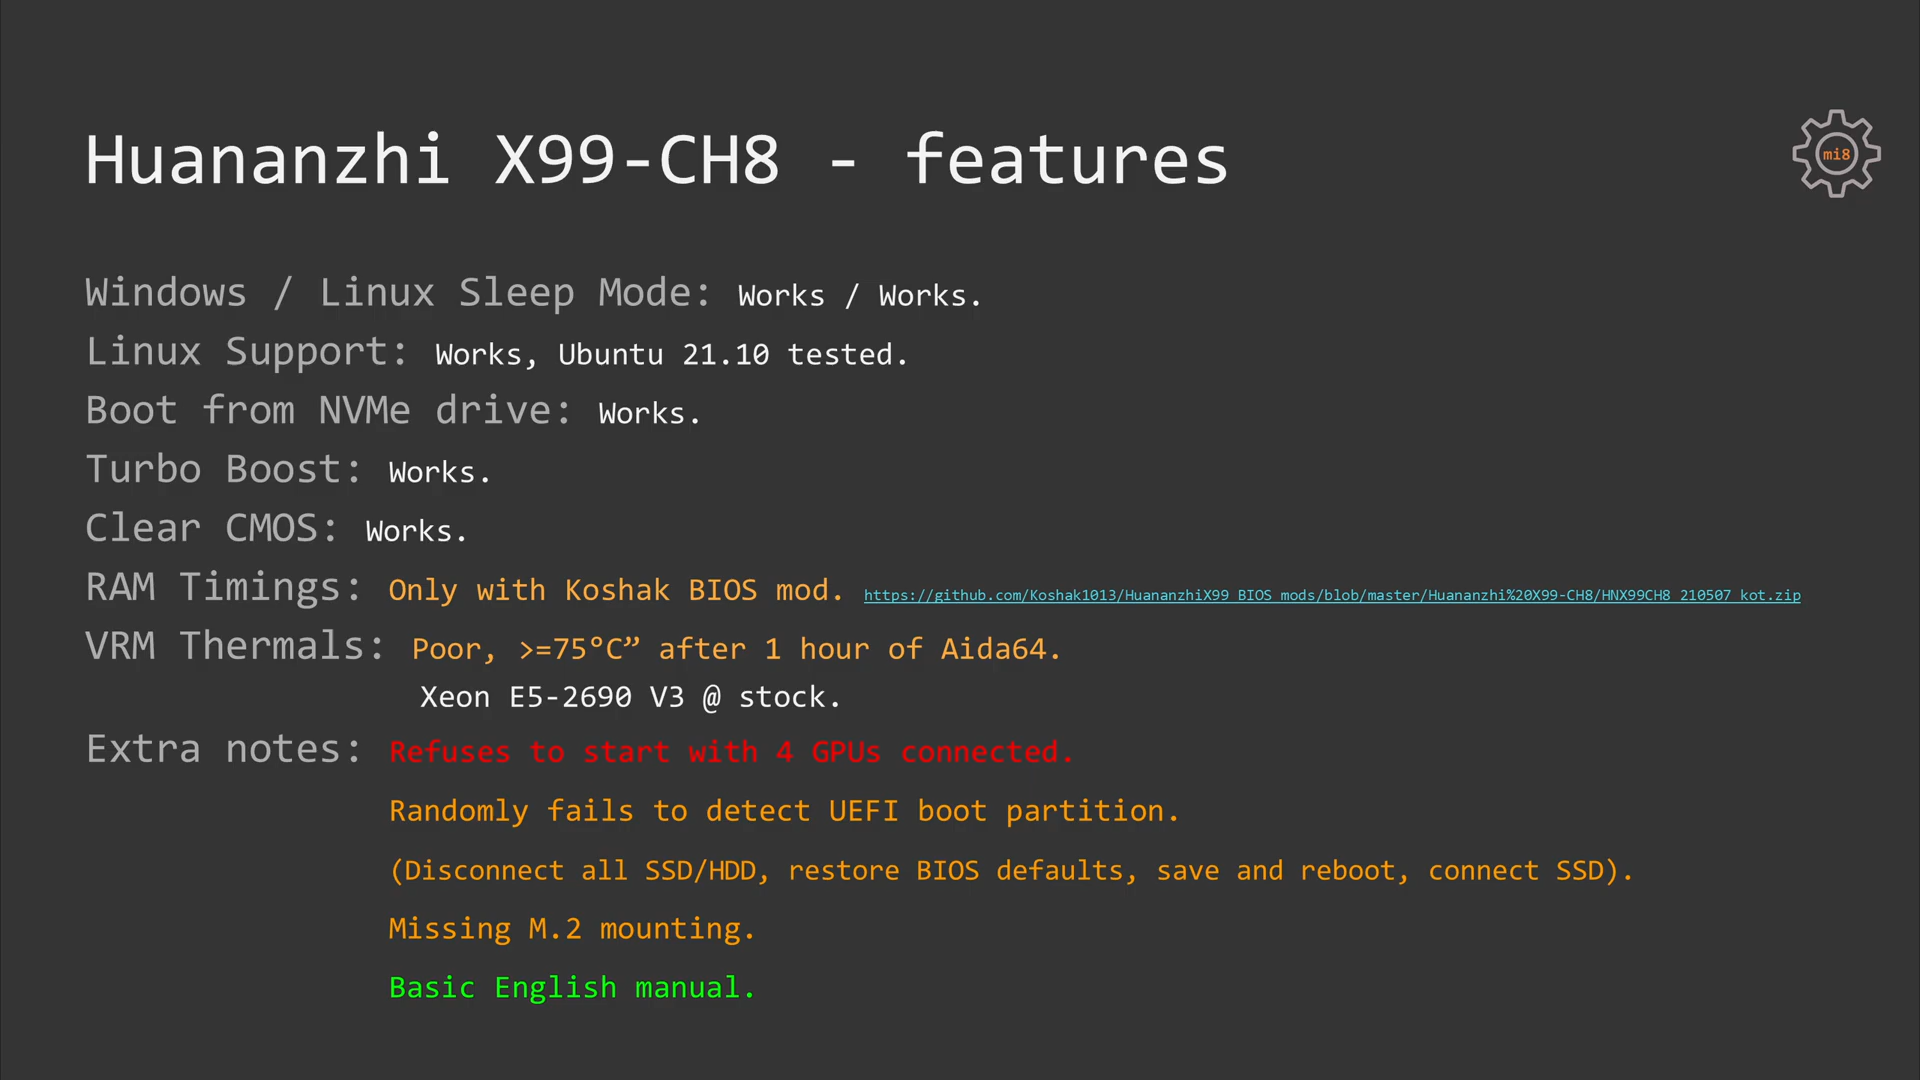 Huananzhi X99-CH8 - features
mi8
Windows / Linux Sleep Mode: Works / Works.
Linux Support: Works, Ubuntu 21.10 tested.
Boot from NVMe drive: Works.
Turbo Boost: Works.
Clear CMOS: Works.
RAM Timings: Only with Koshak BIOS mod. https://github.com/Koshak1013/HuananzhiX99_BIOS_mods/blob/master/Huananzhi%20X99-CH8/HNX99CH8_210507_kot.zip
VRM Thermals: Poor, >=75°C” after 1 hour of Aida64.
Xeon E5-2690 V3 @ stock.
Extra notes: Refuses to start with 4 GPUs connected.
Randomly fails to detect UEFI boot partition.
(Disconnect all SSD/HDD, restore BIOS defaults, save and reboot, connect SSD).
Missing M.2 mounting.
Basic English manual.